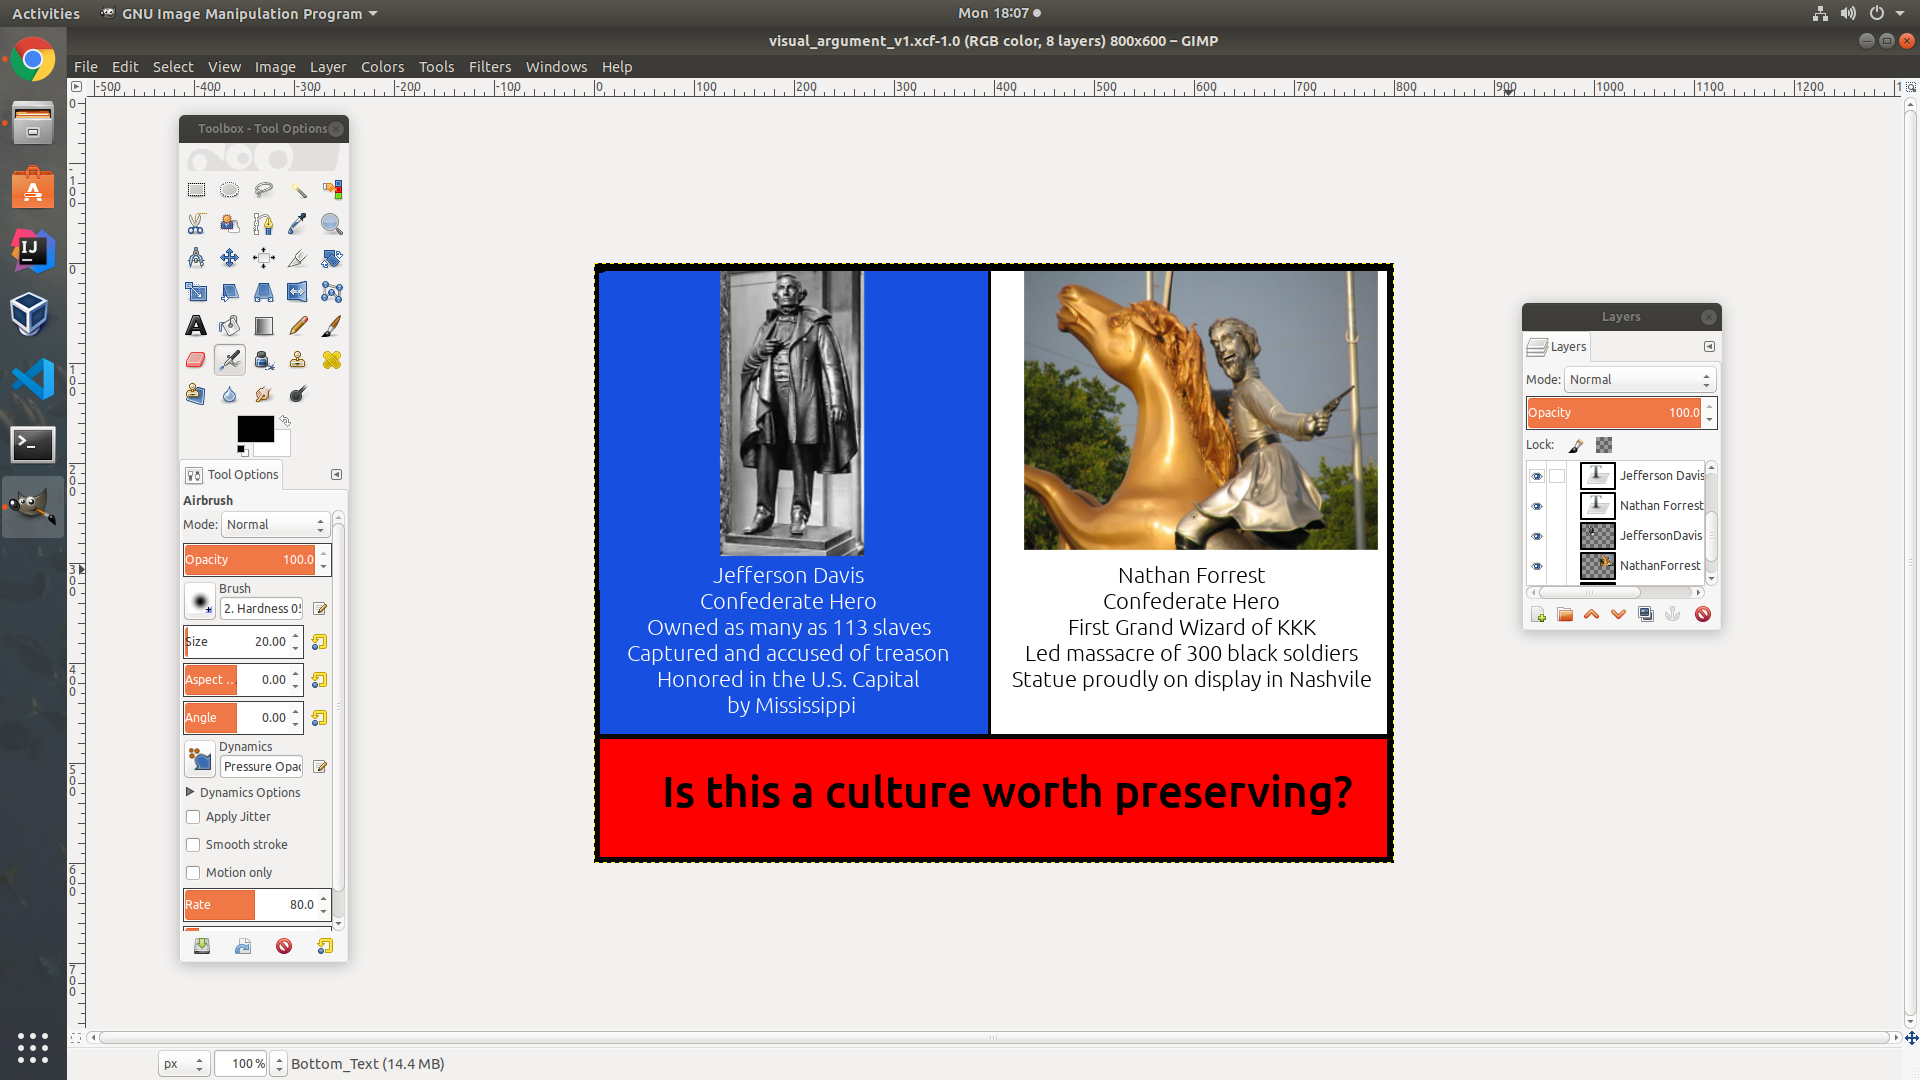 Activities GNU Image Manipulation Program Mon 18:07
visual_argument_v1.xcf-1.0 (RGB color, 8 layers) 800x600 – GIMP
File Edit Select View Image Layer Colors Tools Filters Windows Help
-500 -400 -300 -200 -100 0 100 200 300 400 500 600 700 800 900 1000 1100 1200
Toolbox - Tool Options
Tool Options
Airbrush
Mode: Normal
Opacity 100.0
Brush
2. Hardness 05
Size 20.00
Aspect ... 0.00
Angle 0.00
Dynamics
Pressure Opac
Dynamics Options
Apply Jitter
Smooth stroke
Motion only
Rate 80.0
Jefferson Davis
Confederate Hero
Owned as many as 113 slaves
Captured and accused of treason
Honored in the U.S. Capital
by Mississippi
Nathan Forrest
Confederate Hero
First Grand Wizard of KKK
Led massacre of 300 black soldiers
Statue proudly on display in Nashvile
Is this a culture worth preserving?
Layers
Layers
Mode: Normal
Opacity 100.0
Lock:
Jefferson Davis
Nathan Forrest
JeffersonDavis
NathanForrest
px 100 % Bottom_Text (14.4 MB)